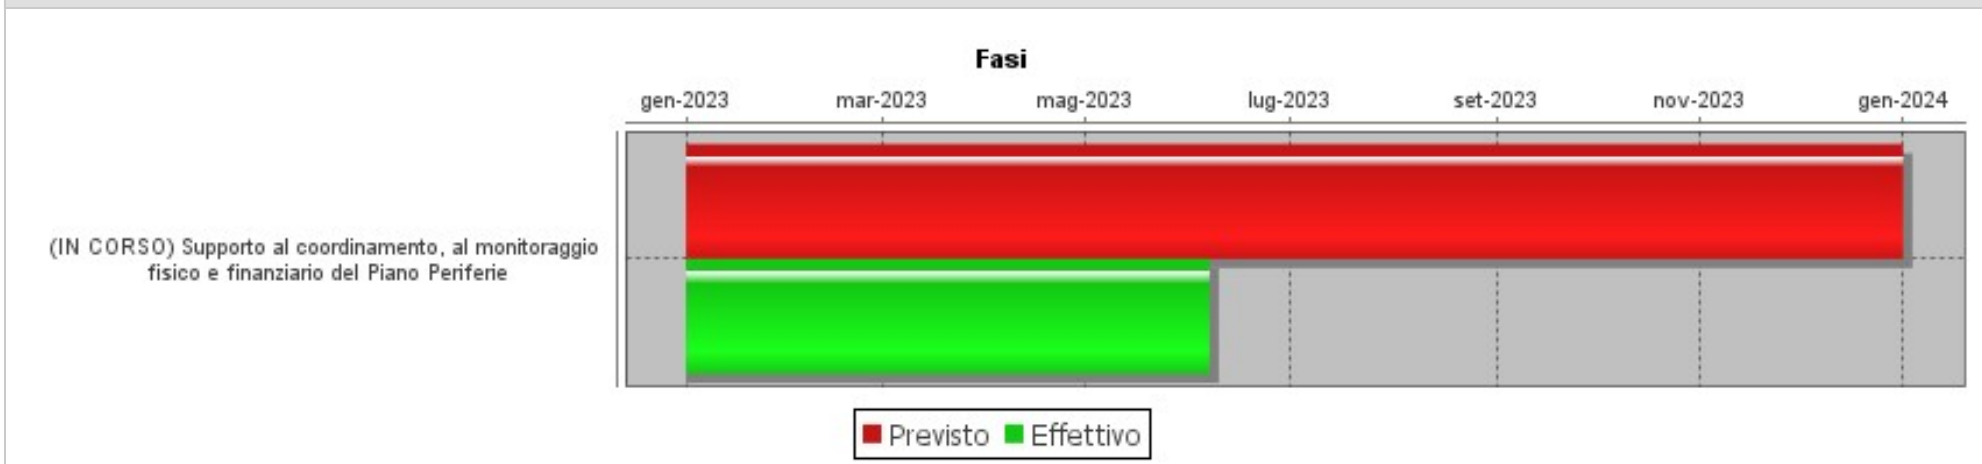 Fasi
gen-2023 mar-2023 mag-2023 lug-2023 set-2023 nov-2023 gen-2024
(IN CORSO) Supporto al coordinamento, al monitoraggio
fisico e finanziario del Piano Periferie
Previsto Effettivo